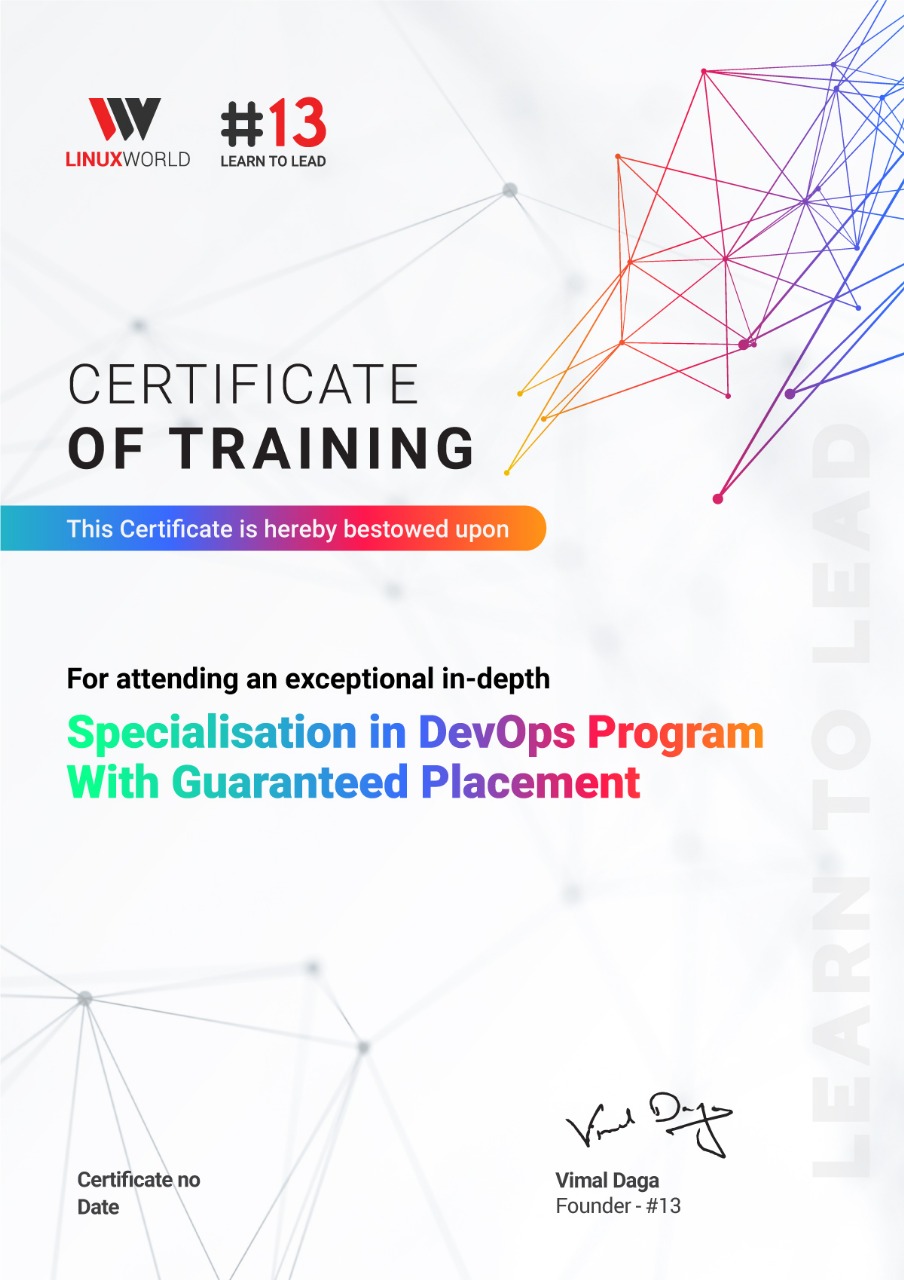 LINUXWORLD
#13
LEARN TO LEAD
CERTIFICATE
OF TRAINING
This Certificate is hereby bestowed upon
For attending an exceptional in-depth
Specialisation in DevOps Program
With Guaranteed Placement
LEARN TO LEAD
Vimal Daga
Certificate no
Date
Vimal Daga
Founder - #13